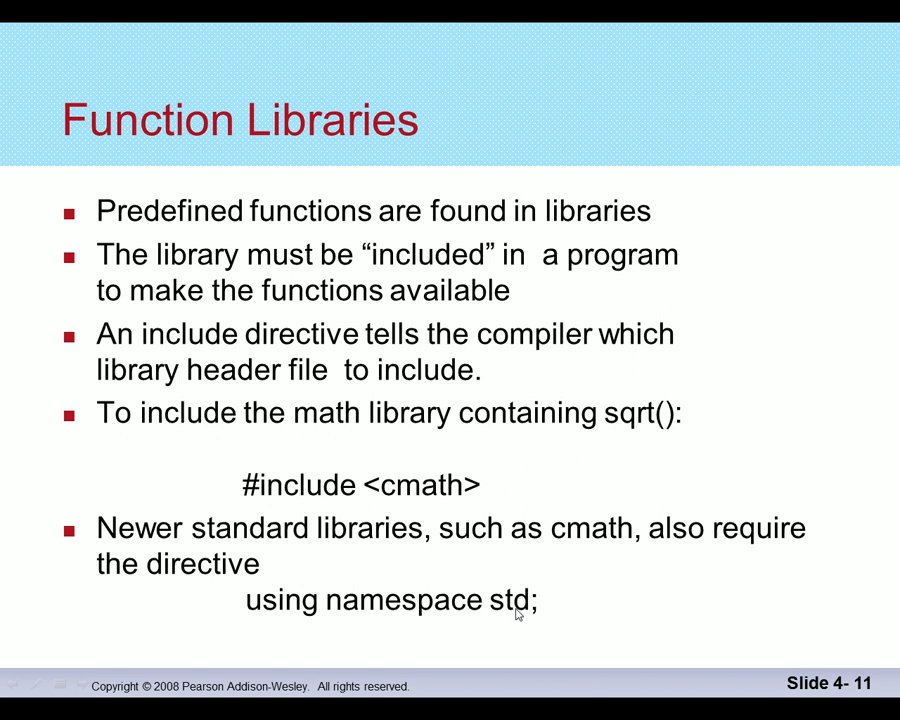 Function Libraries
Predefined functions are found in libraries
The library must be “included” in a program
to make the functions available
An include directive tells the compiler which
library header file to include.
To include the math library containing sqrt():
#include <cmath>
Newer standard libraries, such as cmath, also require
the directive
using namespace std;
Copyright © 2008 Pearson Addison-Wesley. All rights reserved.
Slide 4- 11